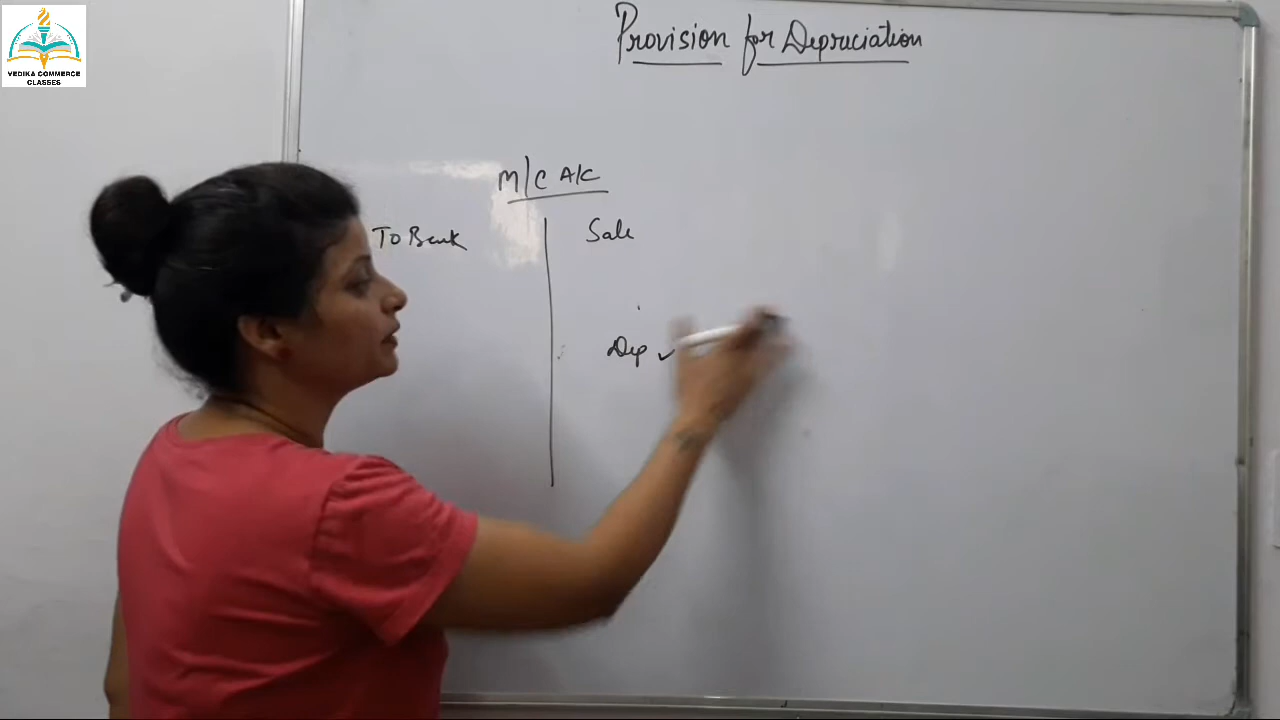 VEDIKA COMMERCE
CLASSES
Provision for Depreciation
M/C A/C
To Bank
Sale
Dep ✓